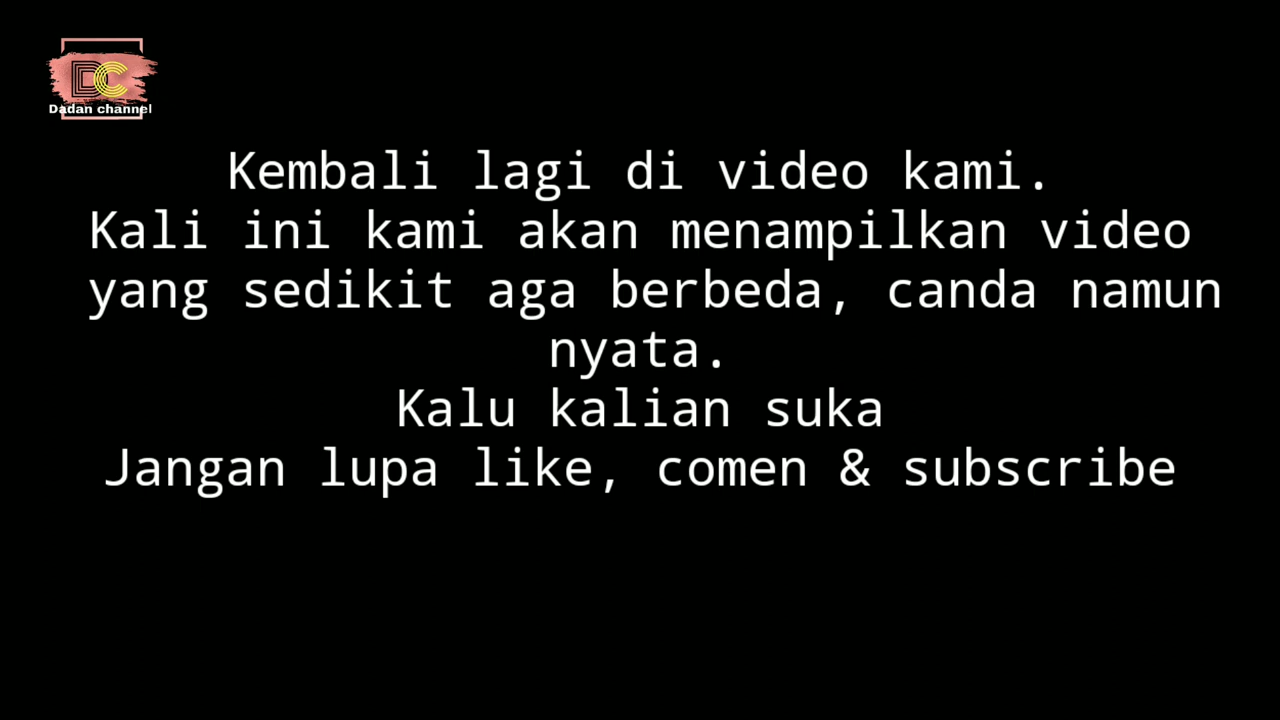 DC
Dadan channel
Kembali lagi di video kami.
Kali ini kami akan menampilkan video
yang sedikit aga berbeda, canda namun
nyata.
Kalu kalian suka
Jangan lupa like, comen & subscribe